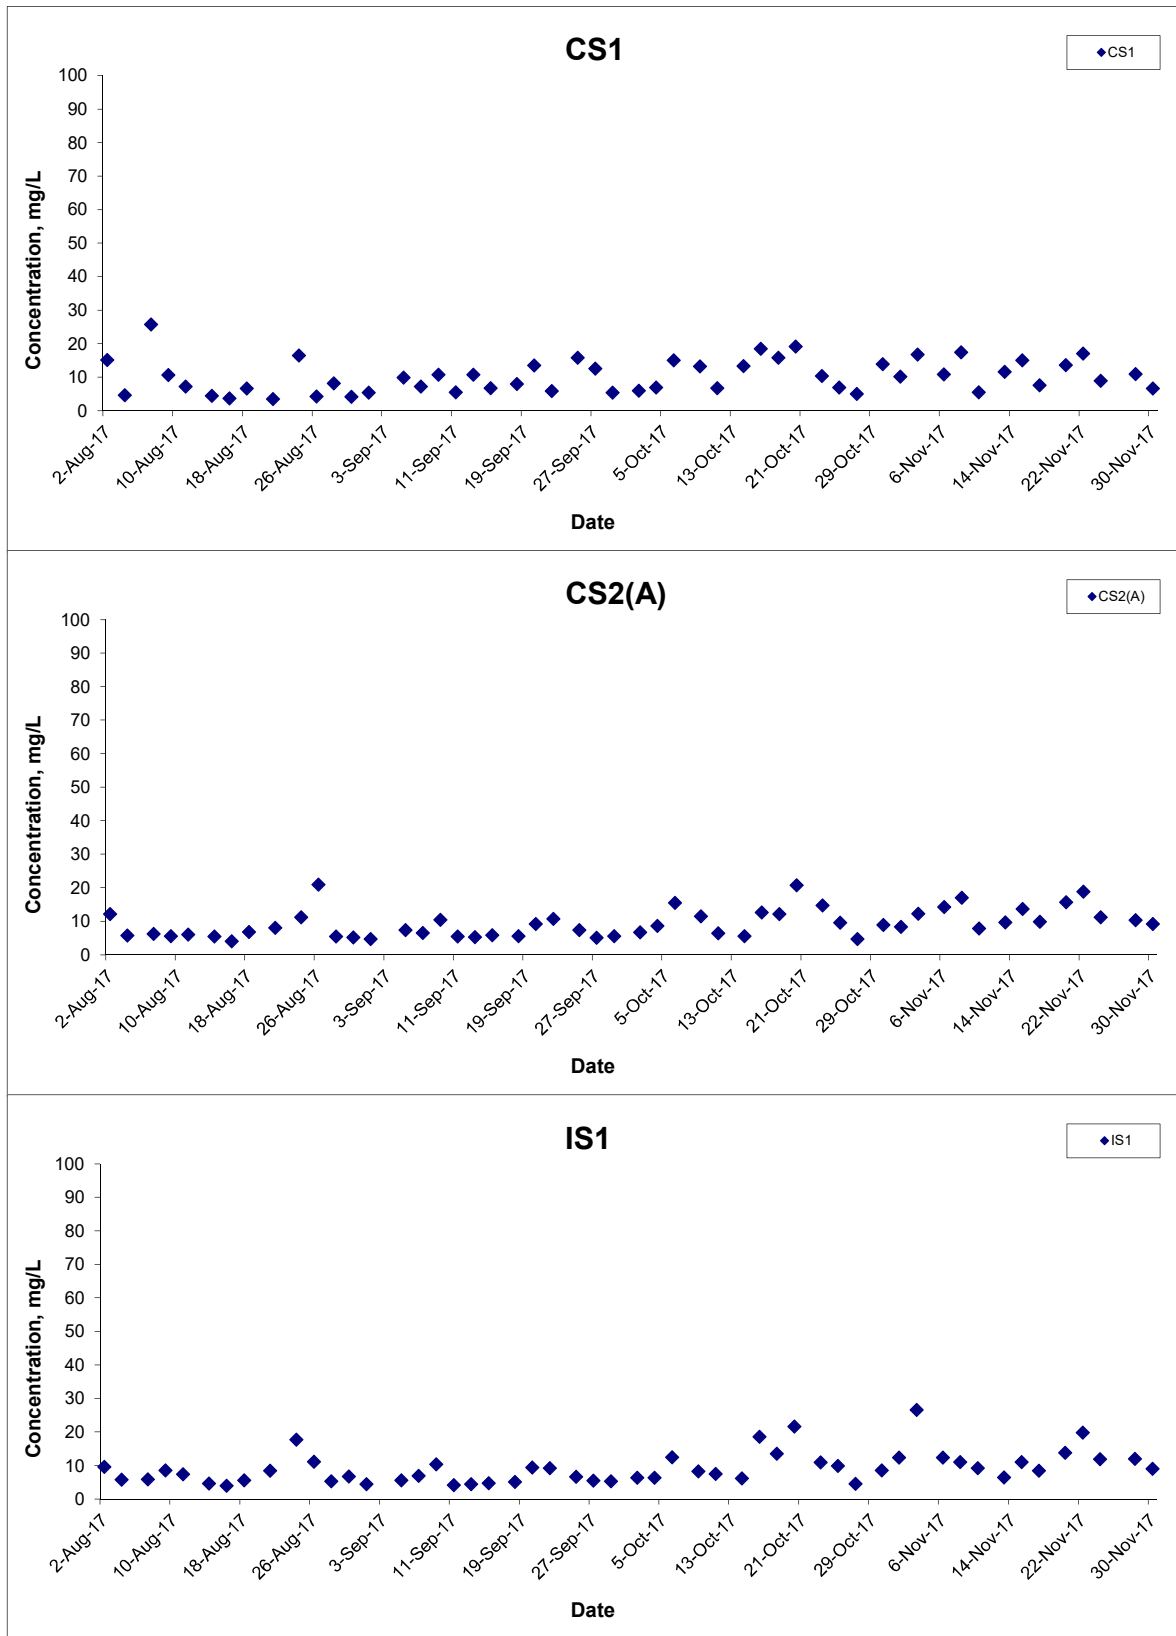 CS1
CS1
100
90
80
70
60
50
40
30
20
10
0
Concentration, mg/L
2-Aug-17
10-Aug-17
18-Aug-17
26-Aug-17
3-Sep-17
11-Sep-17
19-Sep-17
27-Sep-17
5-Oct-17
13-Oct-17
21-Oct-17
29-Oct-17
6-Nov-17
14-Nov-17
22-Nov-17
30-Nov-17
Date
CS2(A)
CS2(A)
100
90
80
70
60
50
40
30
20
10
0
Concentration, mg/L
2-Aug-17
10-Aug-17
18-Aug-17
26-Aug-17
3-Sep-17
11-Sep-17
19-Sep-17
27-Sep-17
5-Oct-17
13-Oct-17
21-Oct-17
29-Oct-17
6-Nov-17
14-Nov-17
22-Nov-17
30-Nov-17
Date
IS1
IS1
100
90
80
70
60
50
40
30
20
10
0
Concentration, mg/L
2-Aug-17
10-Aug-17
18-Aug-17
26-Aug-17
3-Sep-17
11-Sep-17
19-Sep-17
27-Sep-17
5-Oct-17
13-Oct-17
21-Oct-17
29-Oct-17
6-Nov-17
14-Nov-17
22-Nov-17
30-Nov-17
Date